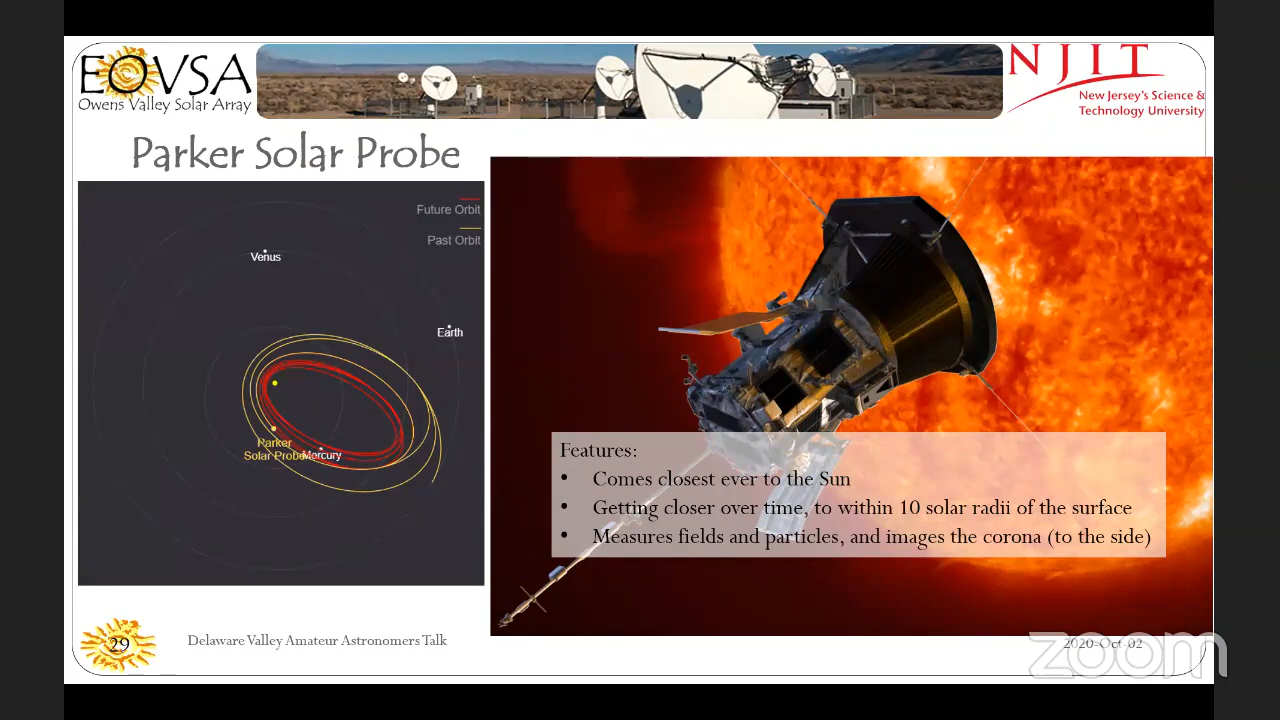 EOVSA
Owens Valley Solar Array
NJIT
New Jersey's Science &
Technology University
Parker Solar Probe
Future Orbit
Past Orbit
Venus
Earth
Parker
Solar Probe
Mercury
Features:
• Comes closest ever to the Sun
• Getting closer over time, to within 10 solar radii of the surface
• Measures fields and particles, and images the corona (to the side)
29
Delaware Valley Amateur Astronomers Talk
2020-Oct-02
zoom